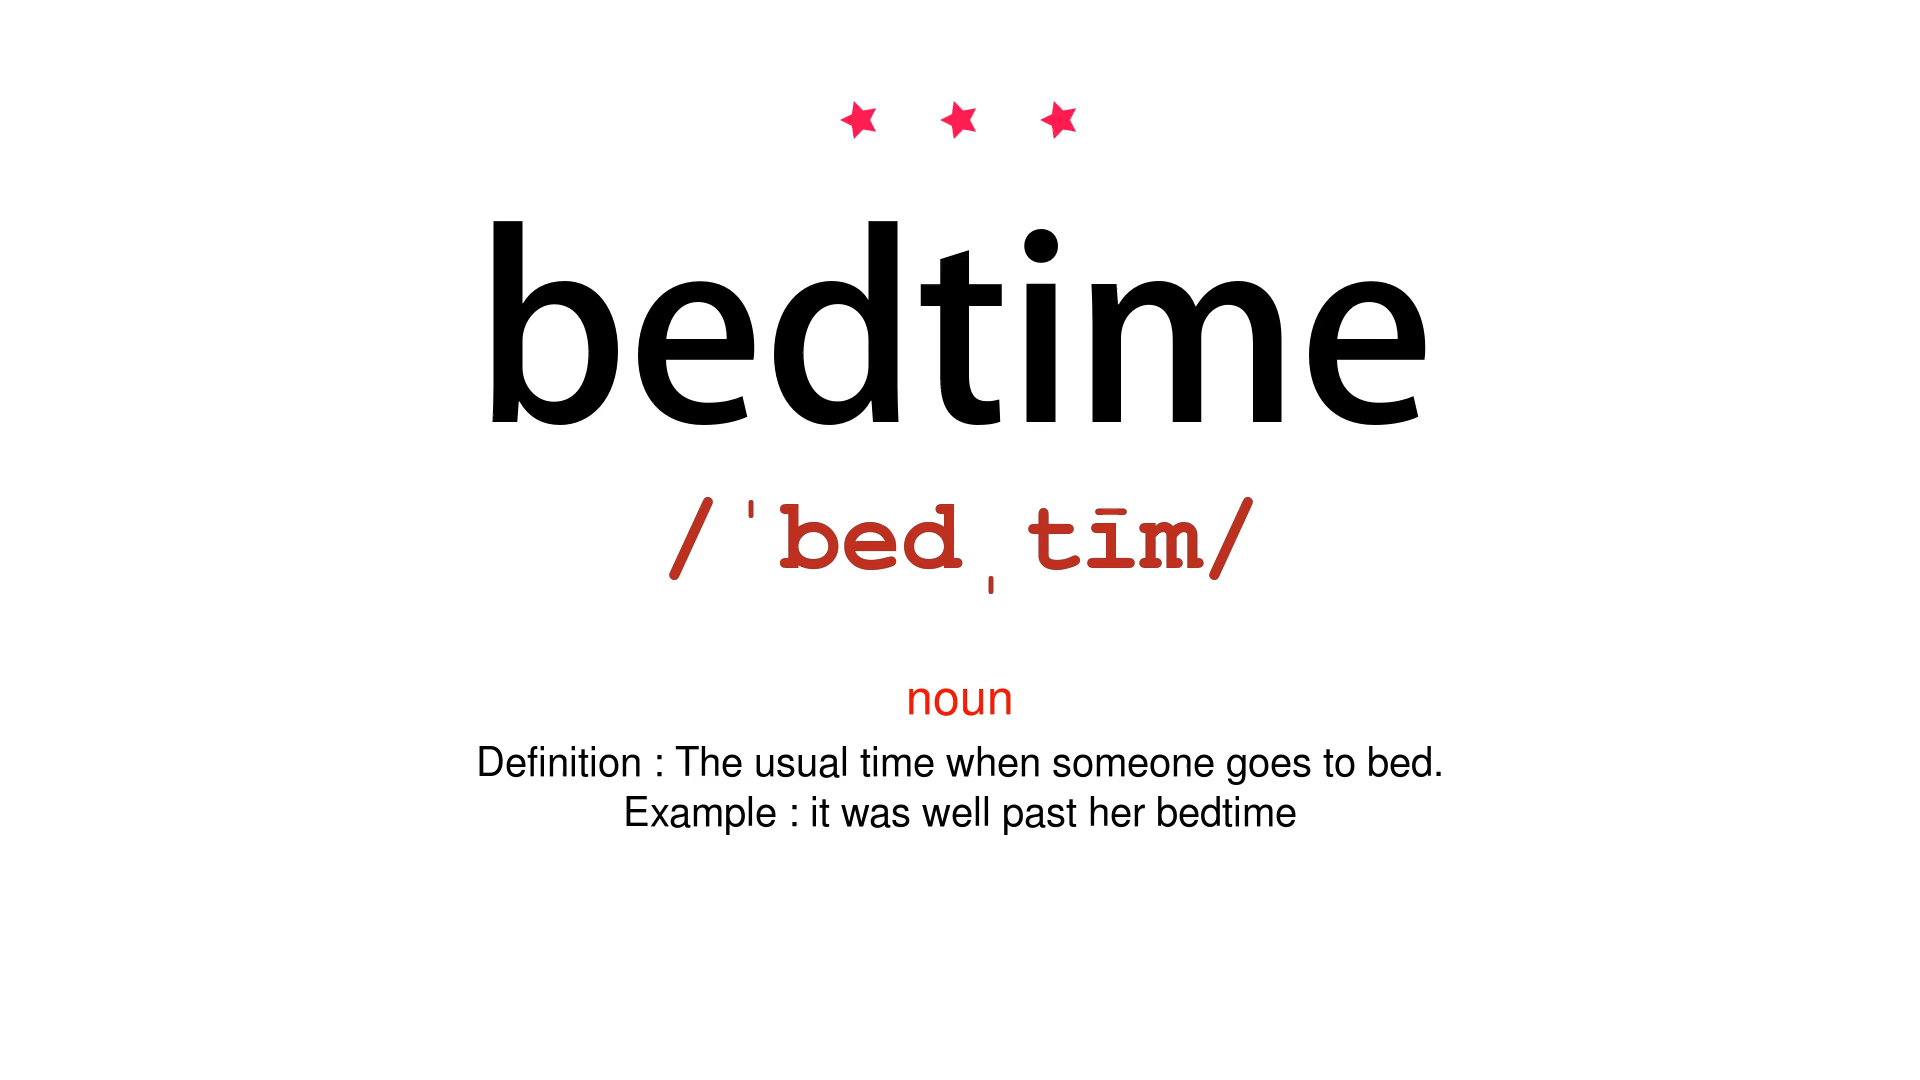 bedtime
/ˈbedˌtīm/
noun
Definition : The usual time when someone goes to bed.
Example : it was well past her bedtime